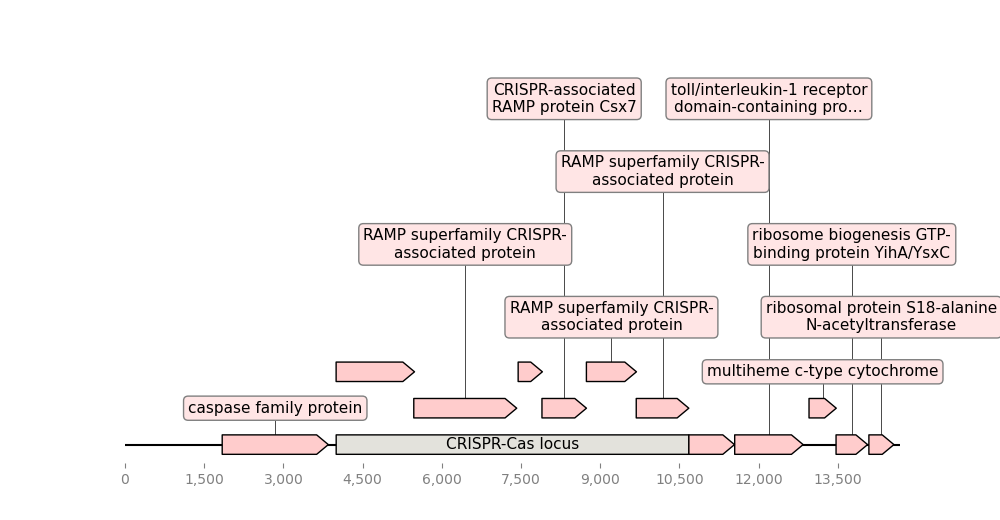 CRISPR-associated
RAMP protein Csx7
toll/interleukin-1 receptor
domain-containing pro…
RAMP superfamily CRISPR-
associated protein
RAMP superfamily CRISPR-
associated protein
ribosome biogenesis GTP-
binding protein YihA/YsxC
RAMP superfamily CRISPR-
associated protein
ribosomal protein S18-alanine
N-acetyltransferase
multiheme c-type cytochrome
caspase family protein
CRISPR-Cas locus
0
1,500
3,000
4,500
6,000
7,500
9,000
10,500
12,000
13,500